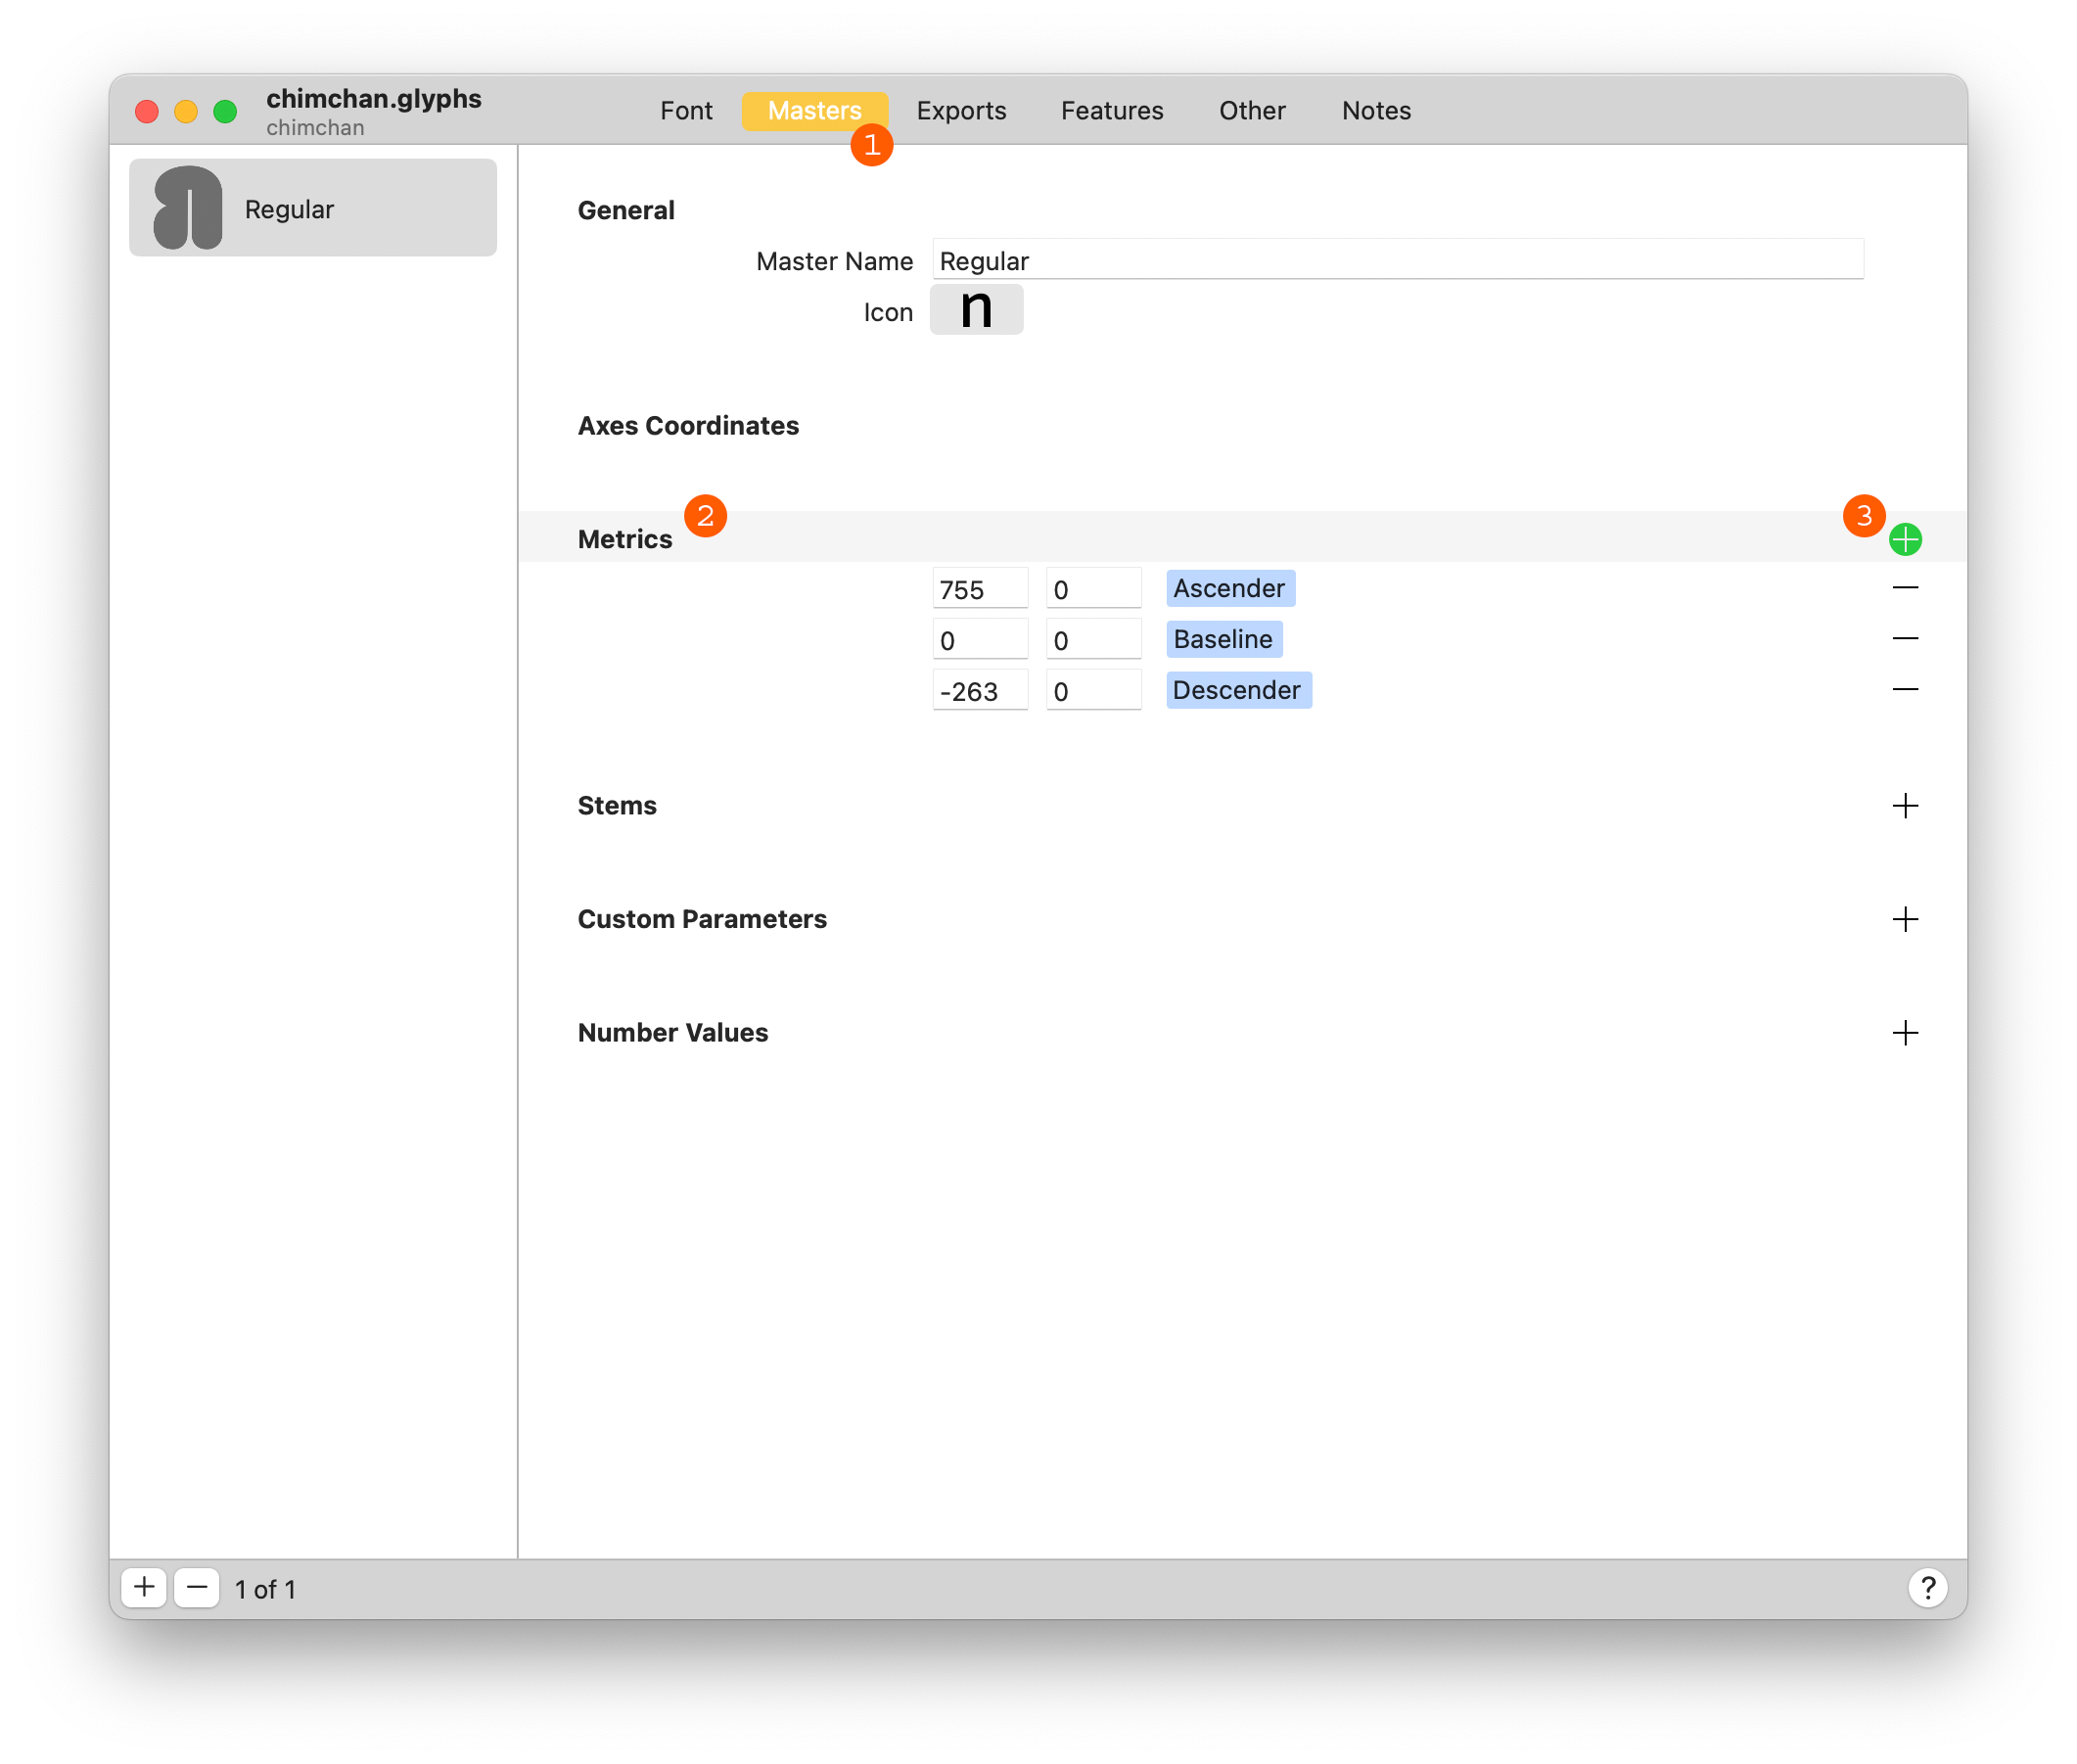 chimchan.glyphs
chimchan
Font Masters Exports Features Other Notes
1
Regular
General
Master Name Regular
Icon n
Axes Coordinates
2 3
Metrics
755 0 Ascender
0 0 Baseline
-263 0 Descender
Stems
Custom Parameters
Number Values
1 of 1
?